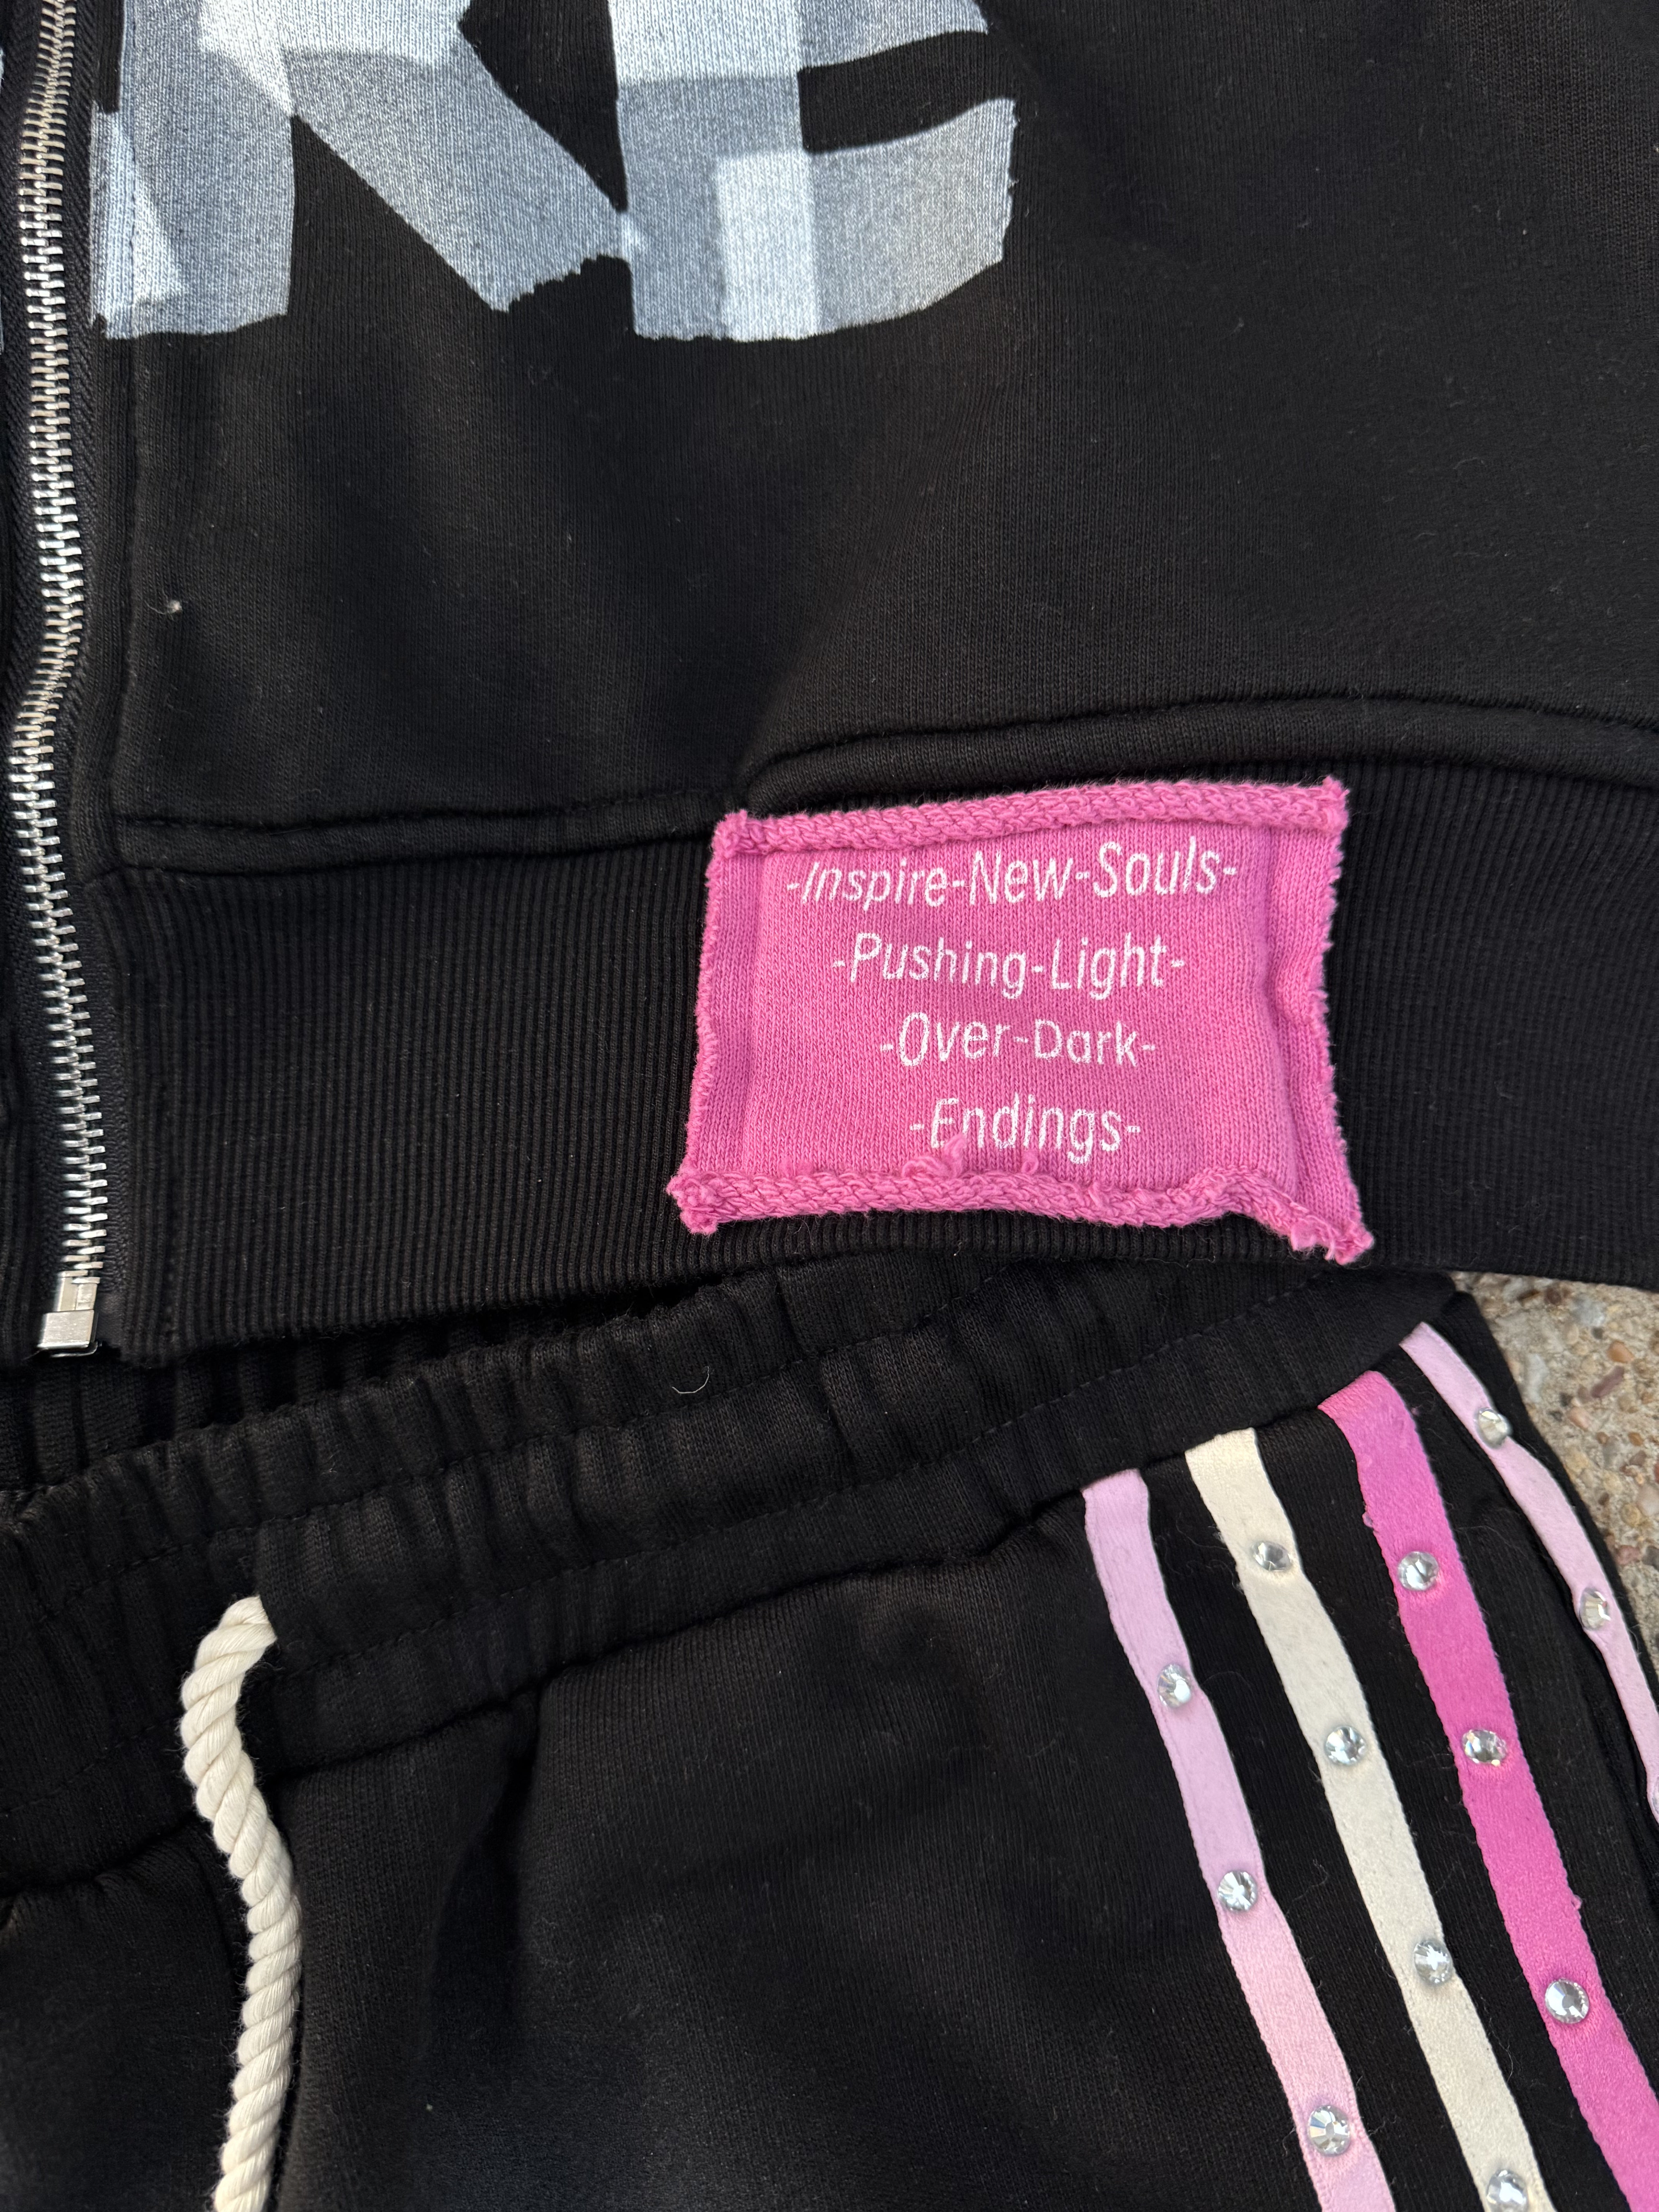 -Inspire-New-Souls-
-Pushing-Light-
-Over-Dark-
-Endings-